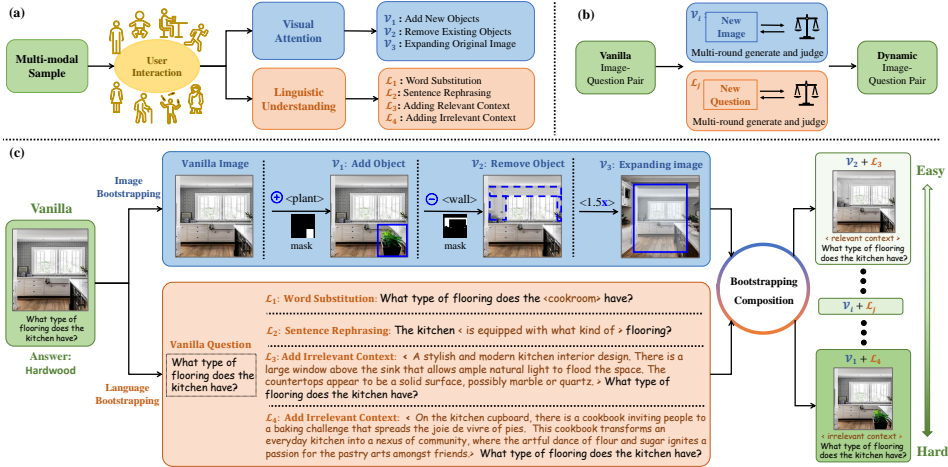 (a)
Multi-modal
Sample
User
Interaction
Visual
Attention
Linguistic
Understanding
𝒱1 : Add New Objects
𝒱2 : Remove Existing Objects
𝒱3 : Expanding Original Image
ℒ1 : Word Substitution
ℒ2 : Sentence Rephrasing
ℒ3 : Adding Relevant Context
ℒ4 : Adding Irrelevant Context
(b)
Vanilla
Image-
Question Pair
𝒱i :
New
Image
Multi-round generate and judge
ℒj
New
Question
Multi-round generate and judge
Dynamic
Image-
Question Pair
(c)
Vanilla
What type of
flooring does the
kitchen have?
Answer:
Hardwood
Image
Bootstrapping
Language
Bootstrapping
Vanilla Image
𝒱1: Add Object
𝒱2: Remove Object
𝒱3: Expanding image
<plant>
mask
<wall>
mask
<1.5x>
ℒ1: Word Substitution: What type of flooring does the <cookroom> have?
ℒ2: Sentence Rephrasing: The kitchen < is equipped with what kind of > flooring?
Vanilla Question
What type of
flooring does the
kitchen have?
ℒ3: Add Irrelevant Context: < A stylish and modern kitchen interior design. There is a
large window above the sink that allows ample natural light to flood the space. The
countertops appear to be a solid surface, possibly marble or quartz. > What type of
flooring does the kitchen have?
ℒ4: Add Irrelevant Context: < On the kitchen cupboard, there is a cookbook inviting people to
a baking challenge that spreads the joie de vivre of pies. This cookbook transforms an
everyday kitchen into a nexus of community, where the artful dance of flour and sugar ignites a
passion for the pastry arts amongst friends.> What type of flooring does the kitchen have?
Bootstrapping
Composition
𝒱2 + ℒ3
< relevant context >
What type of flooring
does the kitchen have?
𝒱i + ℒj
𝒱1 + ℒ4
< irrelevant context >
What type of flooring
does the kitchen have?
Easy
Hard